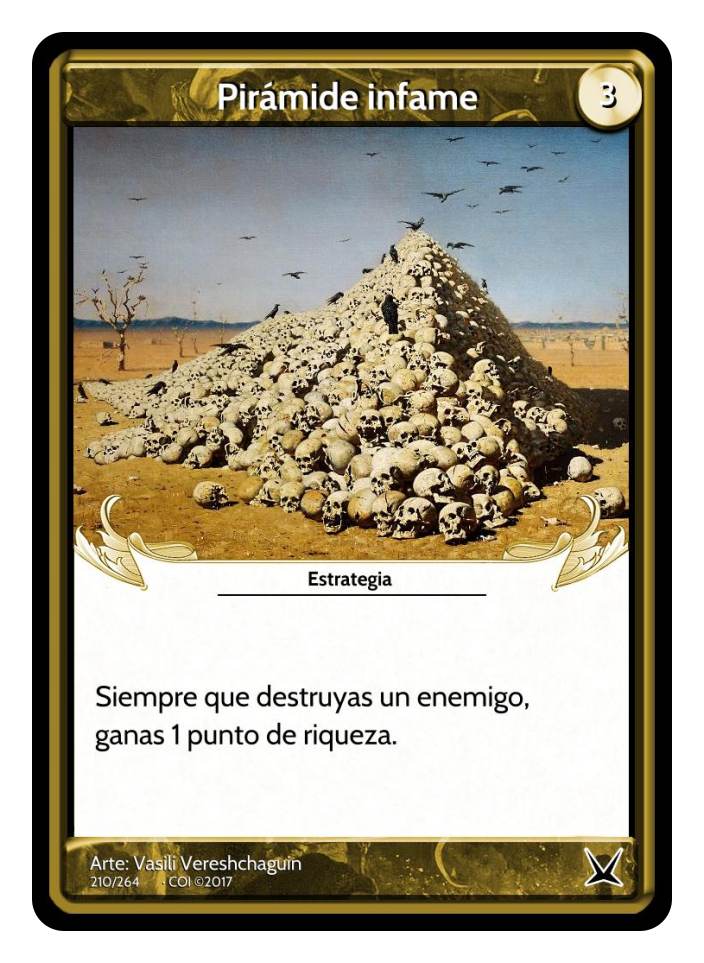 Pirámide infame
3
Estrategia
Siempre que destruyas un enemigo,
ganas 1 punto de riqueza.
Arte: Vasili Vereshchaguin
210/264 · COI ©2017